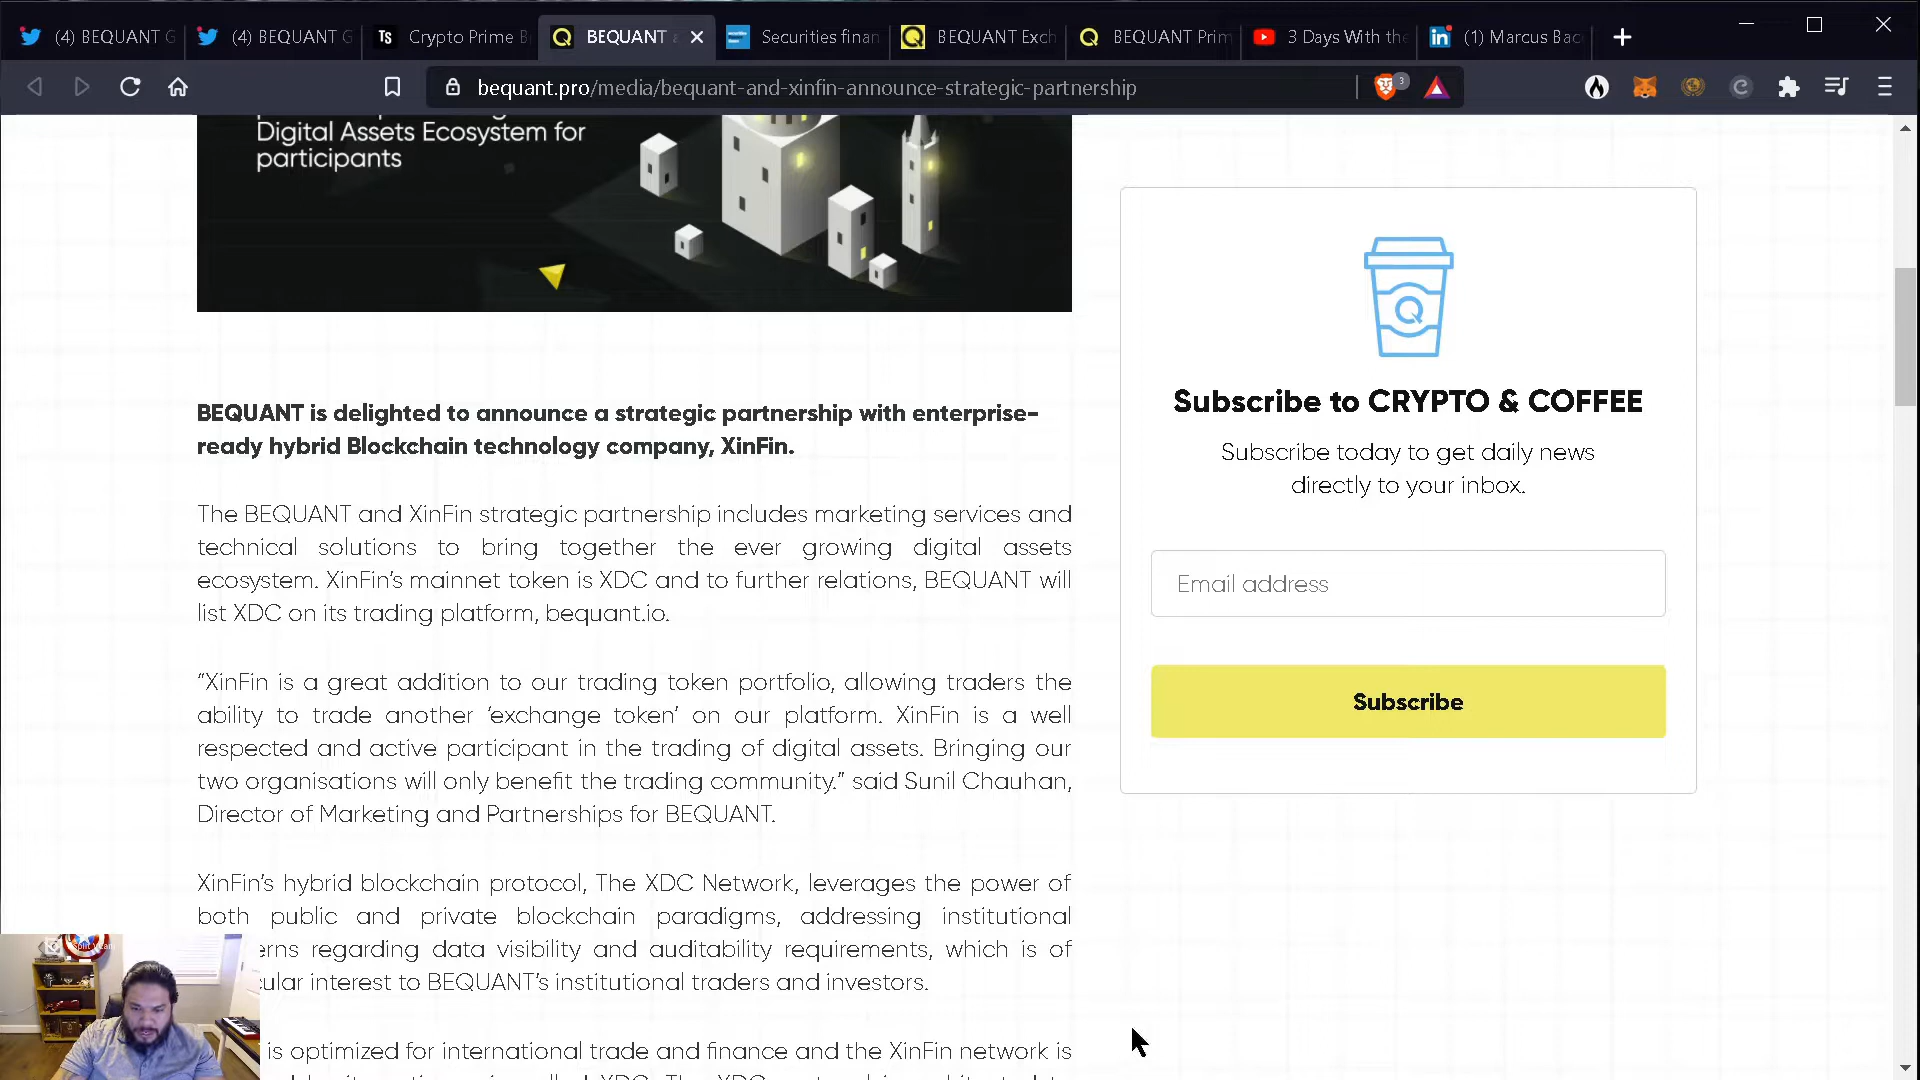 (4) BEQUANT G
(4) BEQUANT G
Ts Crypto Prime B
BEQUANT a
Securities finan
BEQUANT Exch
BEQUANT Prim
3 Days With the
(1) Marcus Bac
bequant.pro/media/bequant-and-xinfin-announce-strategic-partnership
3
Digital Assets Ecosystem for
participants
BEQUANT is delighted to announce a strategic partnership with enterprise-
ready hybrid Blockchain technology company, XinFin.
The BEQUANT and XinFin strategic partnership includes marketing services and
technical solutions to bring together the ever growing digital assets
ecosystem. XinFin's mainnet token is XDC and to further relations, BEQUANT will
list XDC on its trading platform, bequant.io.
"XinFin is a great addition to our trading token portfolio, allowing traders the
ability to trade another 'exchange token' on our platform. XinFin is a well
respected and active participant in the trading of digital assets. Bringing our
two organisations will only benefit the trading community." said Sunil Chauhan,
Director of Marketing and Partnerships for BEQUANT.
XinFin's hybrid blockchain protocol, The XDC Network, leverages the power of
both public and private blockchain paradigms, addressing institutional
erns regarding data visibility and auditability requirements, which is of
cular interest to BEQUANT's institutional traders and investors.
is optimized for international trade and finance and the XinFin network is
Subscribe to CRYPTO & COFFEE
Subscribe today to get daily news
directly to your inbox.
Email address
Subscribe